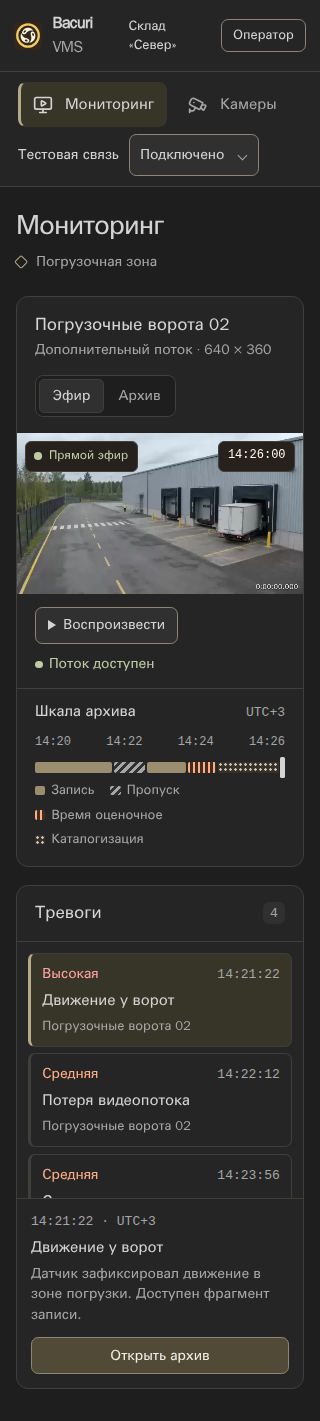 Bacuri
VMS
Склад
«Север»
Оператор
Мониторинг
Камеры
Тестовая связь
Подключено
Мониторинг
Погрузочная зона
Погрузочные ворота 02
Дополнительный поток · 640 × 360
Эфир
Архив
Прямой эфир
14:26:00
0:00:00.000
Воспроизвести
Поток доступен
Шкала архива
UTC+3
14:20
14:22
14:24
14:26
Запись
Пропуск
Время оценочное
Каталогизация
Тревоги
4
Высокая
14:21:22
Движение у ворот
Погрузочные ворота 02
Средняя
14:22:12
Потеря видеопотока
Погрузочные ворота 02
Средняя
14:23:56
14:21:22 · UTC+3
Движение у ворот
Датчик зафиксировал движение в
зоне погрузки. Доступен фрагмент
записи.
Открыть архив